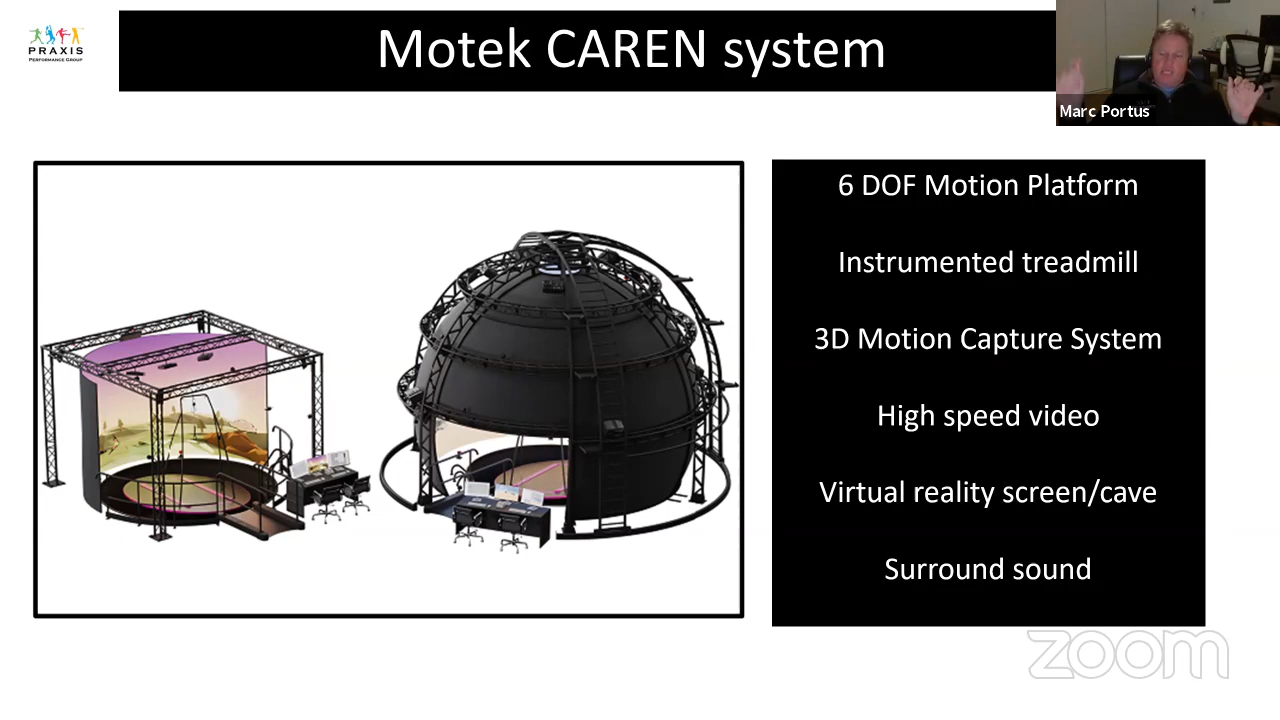 PRAXIS
PERFORMANCE GROUP
Motek CAREN system
Marc Portus
6 DOF Motion Platform
Instrumented treadmill
3D Motion Capture System
High speed video
Virtual reality screen/cave
Surround sound
zoom